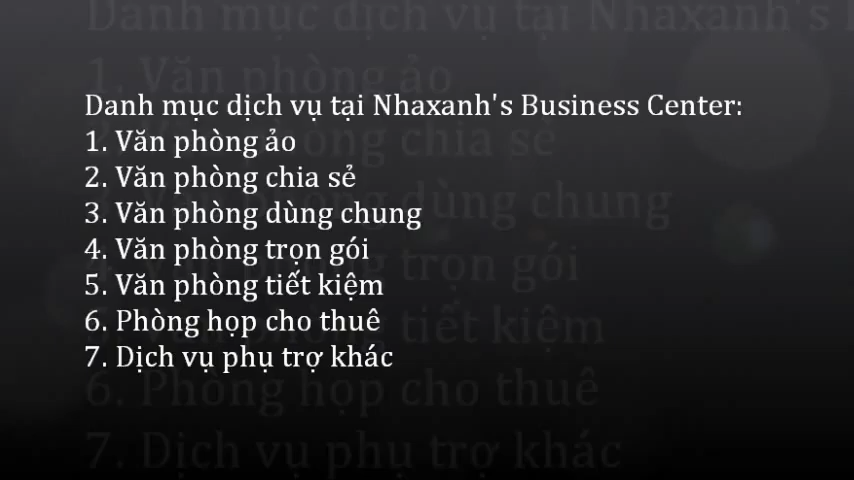 Danh mục dịch vụ tại Nhaxanh's Business Center:
1. Văn phòng ảo
2. Văn phòng chia sẻ
3. Văn phòng dùng chung
4. Văn phòng trọn gói
5. Văn phòng tiết kiệm
6. Phòng họp cho thuê
7. Dịch vụ phụ trợ khác